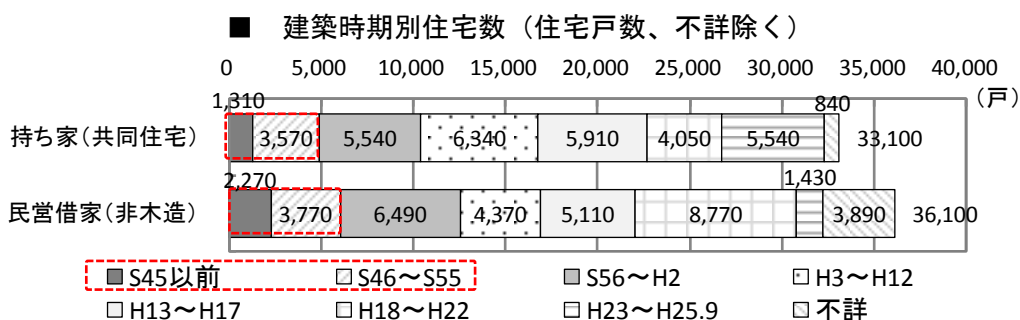 ■ 建築時期別住宅数（住宅戸数、不詳除く）
0 5,000 10,000 15,000 20,000 25,000 30,000 35,000 40,000
（戸）
1,310 840
持ち家（共同住宅） 3,570 5,540 6,340 5,910 4,050 5,540 33,100
2,270 1,430
民営借家（非木造） 3,770 6,490 4,370 5,110 8,770 3,890 36,100
S45以前 S46～S55 S56～H2 H3～H12
H13～H17 H18～H22 H23～H25.9 不詳